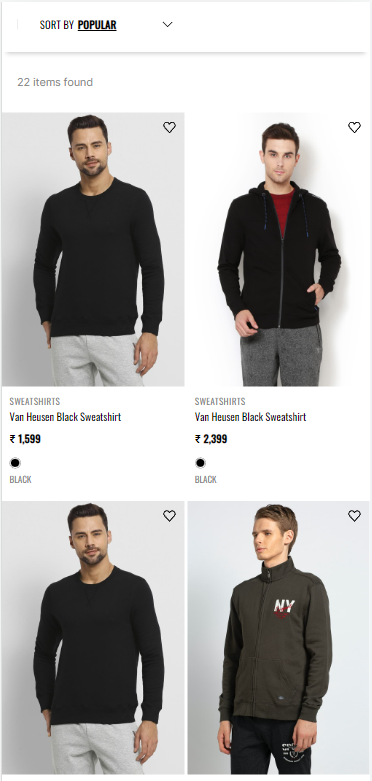 SORT BY POPULAR
22 items found
SWEATSHIRTS
Van Heusen Black Sweatshirt
₹ 1,599
BLACK
SWEATSHIRTS
Van Heusen Black Sweatshirt
₹ 2,399
BLACK
NY